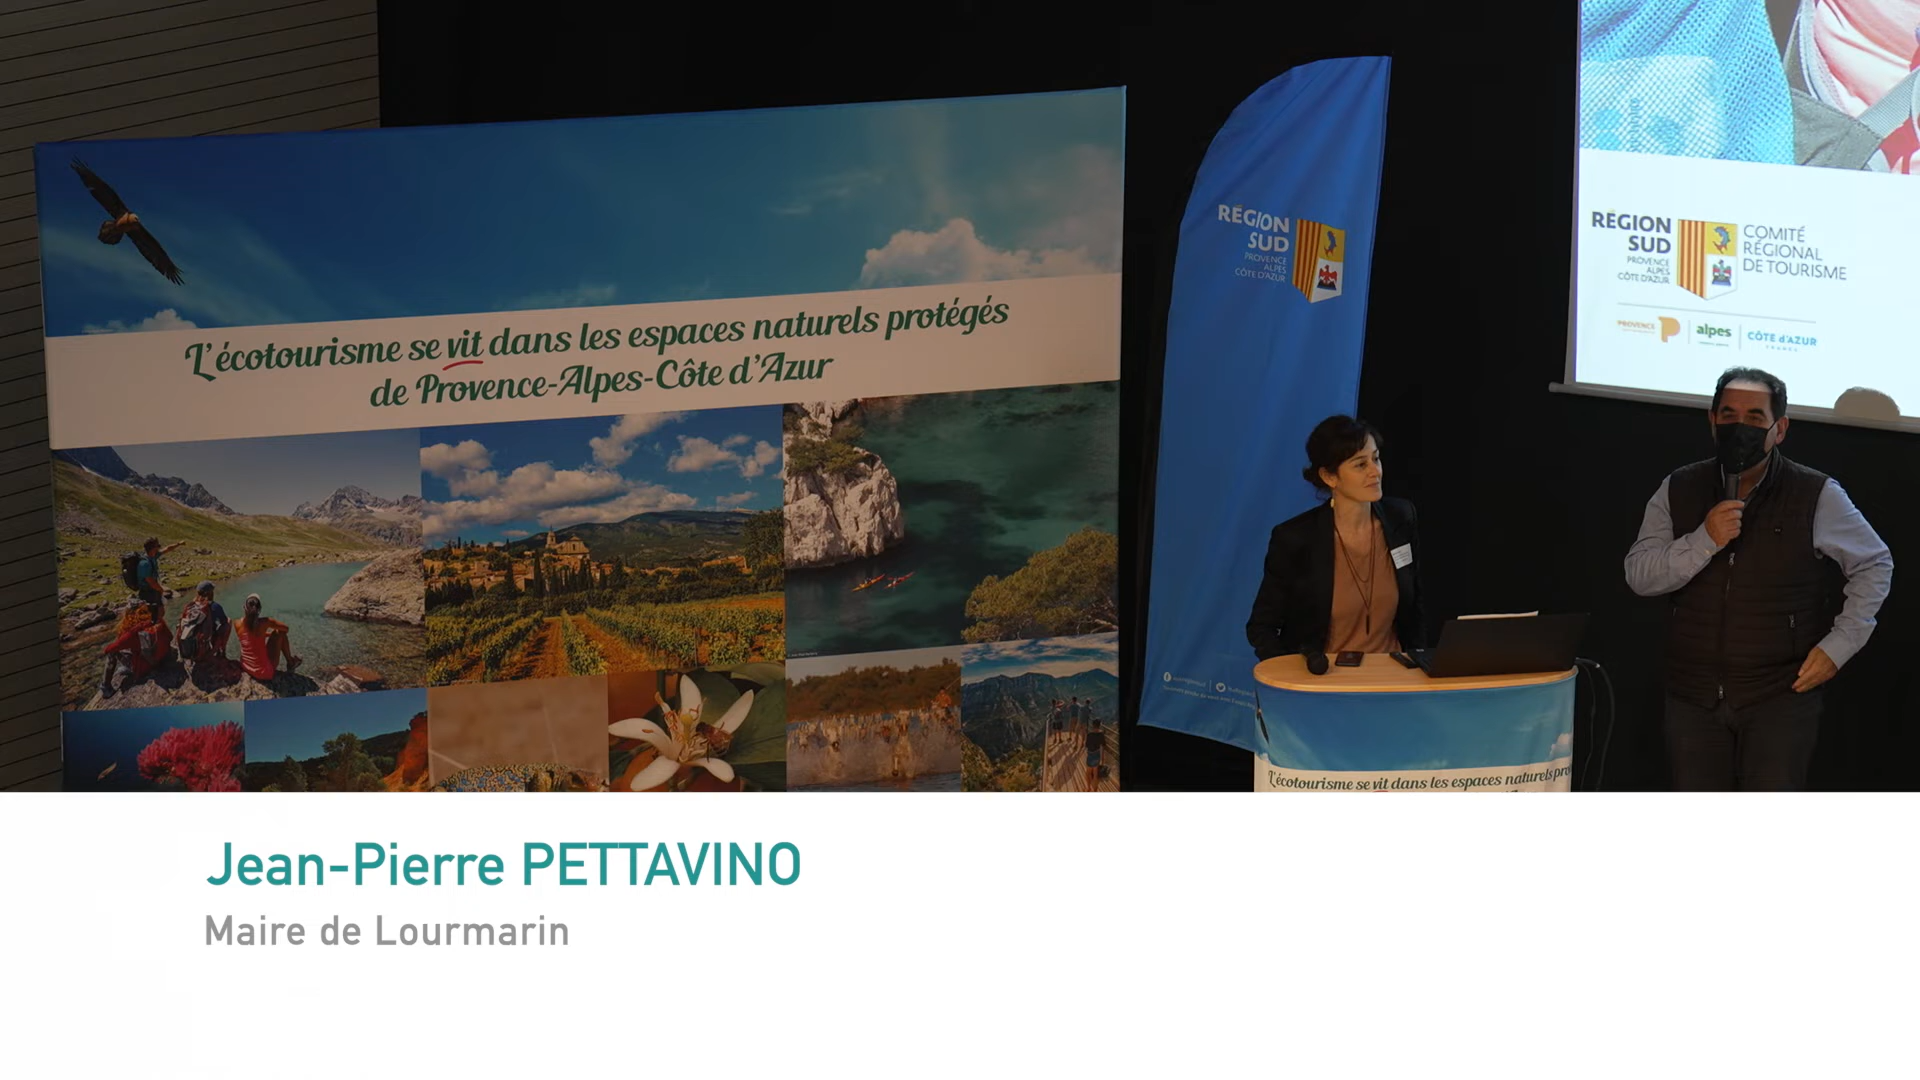 L'écotourisme se vit dans les espaces naturels protégés
de Provence-Alpes-Côte d'Azur
RÉGION
SUD
PROVENCE
ALPES
CÔTE D'AZUR
RÉGION
SUD
PROVENCE
ALPES
CÔTE D'AZUR
COMITÉ
RÉGIONAL
DE TOURISME
PROVENCE
alpes
CÔTE d'AZUR
FRANCE
L'écotourisme se vit dans les espaces naturels pro
Jean-Pierre PETTAVINO
Maire de Lourmarin